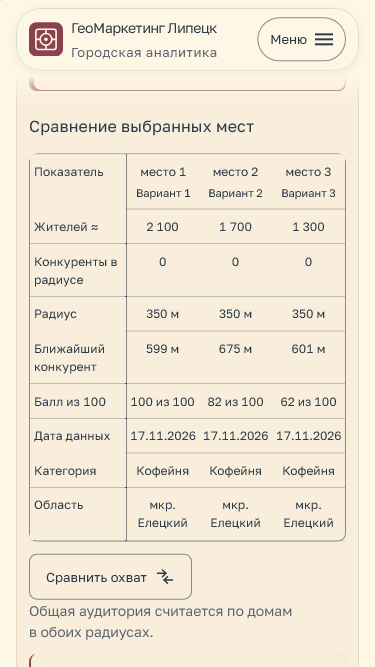 ГеоМаркетинг Липецк
Городская аналитика
Меню
Сравнение выбранных мест
Показатель место 1 место 2 место 3
Вариант 1 Вариант 2 Вариант 3
Жителей ≈ 2 100 1 700 1 300
Конкуренты в 0 0 0
радиусе
Радиус 350 м 350 м 350 м
Ближайший 599 м 675 м 601 м
конкурент
Балл из 100 100 из 100 82 из 100 62 из 100
Дата данных 17.11.2026 17.11.2026 17.11.2026
Категория Кофейня Кофейня Кофейня
Область мкр. мкр. мкр.
Елецкий Елецкий Елецкий
Сравнить охват
Общая аудитория считается по домам
в обоих радиусах.